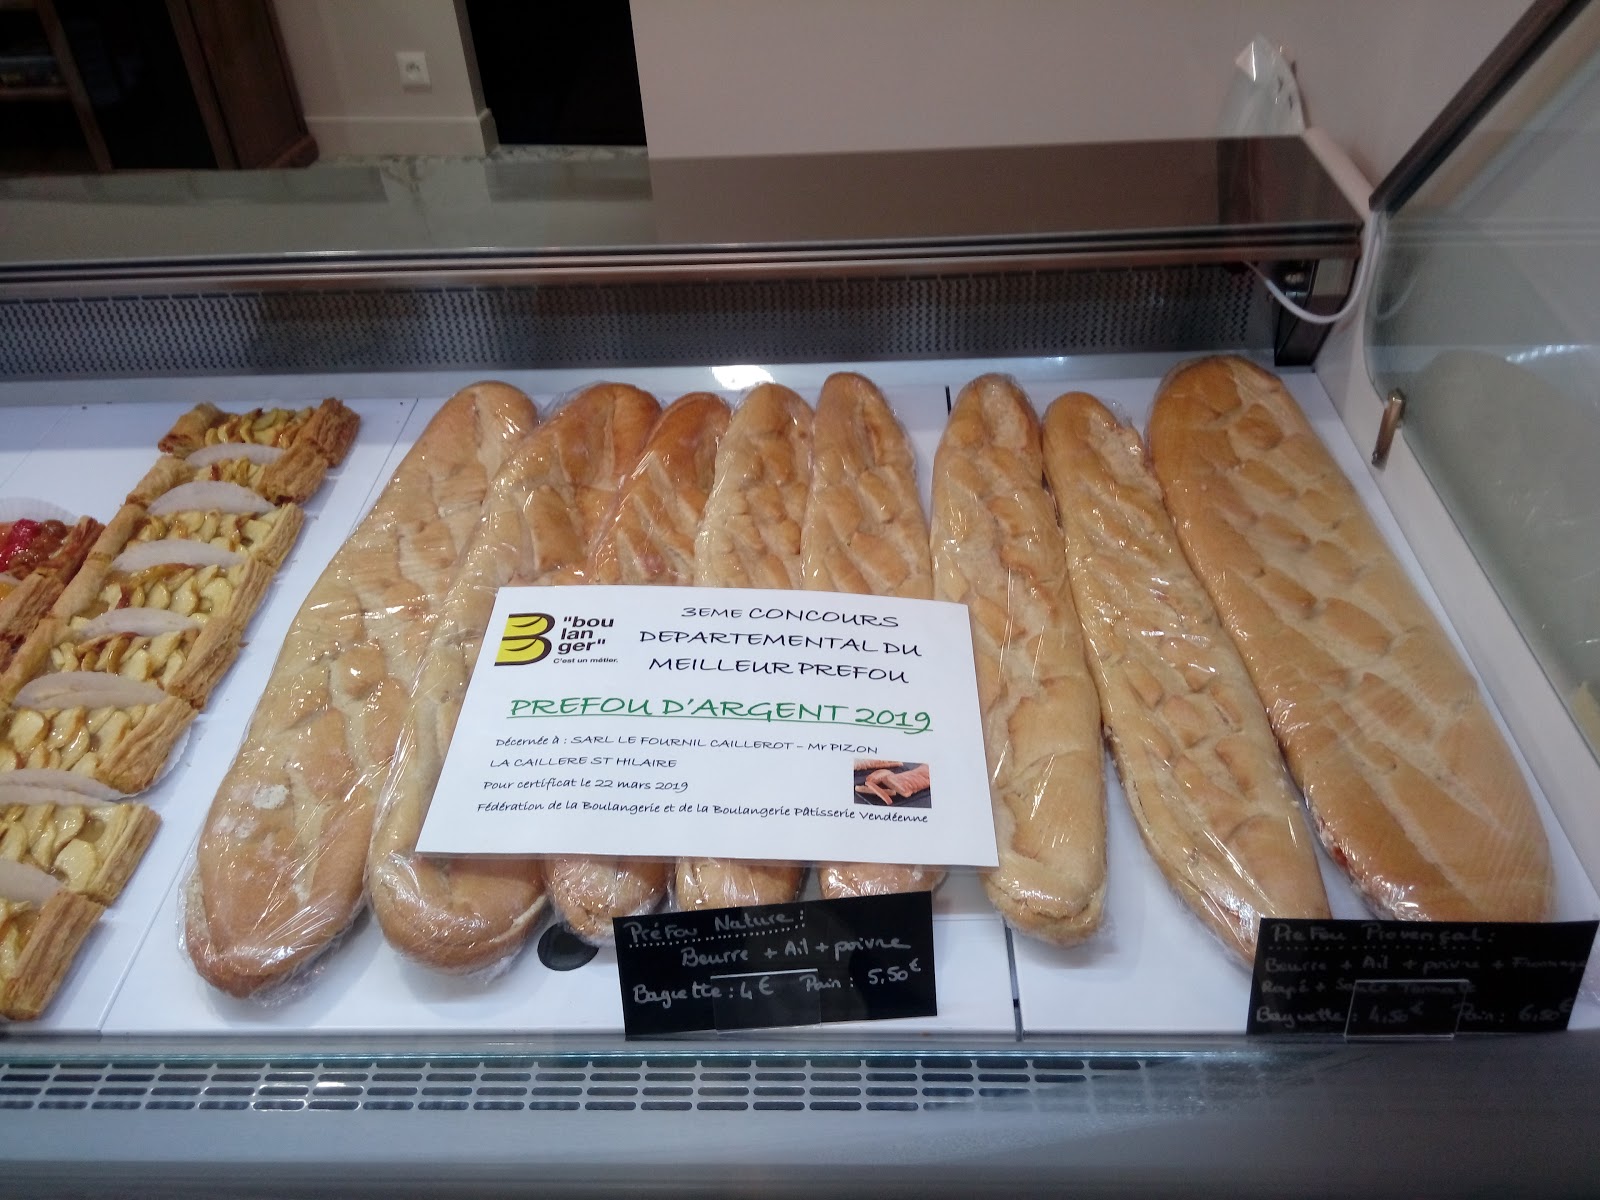 "bou
lan
ger"
C'est un métier.
3EME CONCOURS
DEPARTEMENTAL DU
MEILLEUR PREFOU
PREFOU D'ARGENT 2019
Décernée à : SARL LE FOURNIL CAILLEROT – Mr PIZON
LA CAILLERE ST HILAIRE
Pour certificat le 22 mars 2019
Fédération de la Boulangerie et de la Boulangerie Pâtisserie Vendéenne
Préfou Nature :
Beurre + Ail + poivre
Baguette : 4€ Pain : 5,50€
Préfou Provençal :
Beurre + Ail + poivre + Fromage
Rapé + Sauce Tomate
Baguette : 4,50€ Pain : 6,50€